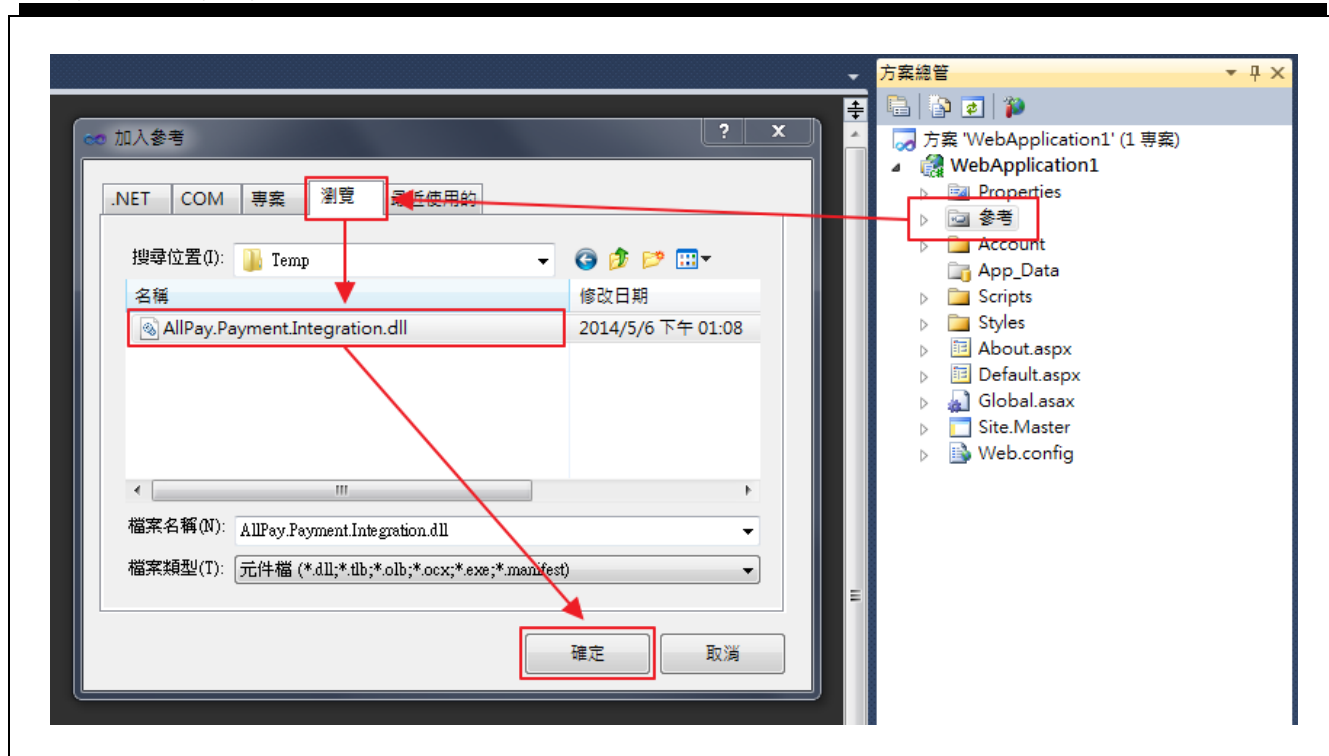 加入參考
.NET COM 專案 瀏覽 最近使用的
搜尋位置(I): Temp
名稱 修改日期
AllPay.Payment.Integration.dll 2014/5/6 下午 01:08
檔案名稱(N): AllPay.Payment.Integration.dll
檔案類型(T): 元件檔 (*.dll;*.tlb;*.olb;*.ocx;*.exe;*.manifest)
確定 取消
方案總管
方案 'WebApplication1' (1 專案)
WebApplication1
Properties
參考
Account
App_Data
Scripts
Styles
About.aspx
Default.aspx
Global.asax
Site.Master
Web.config